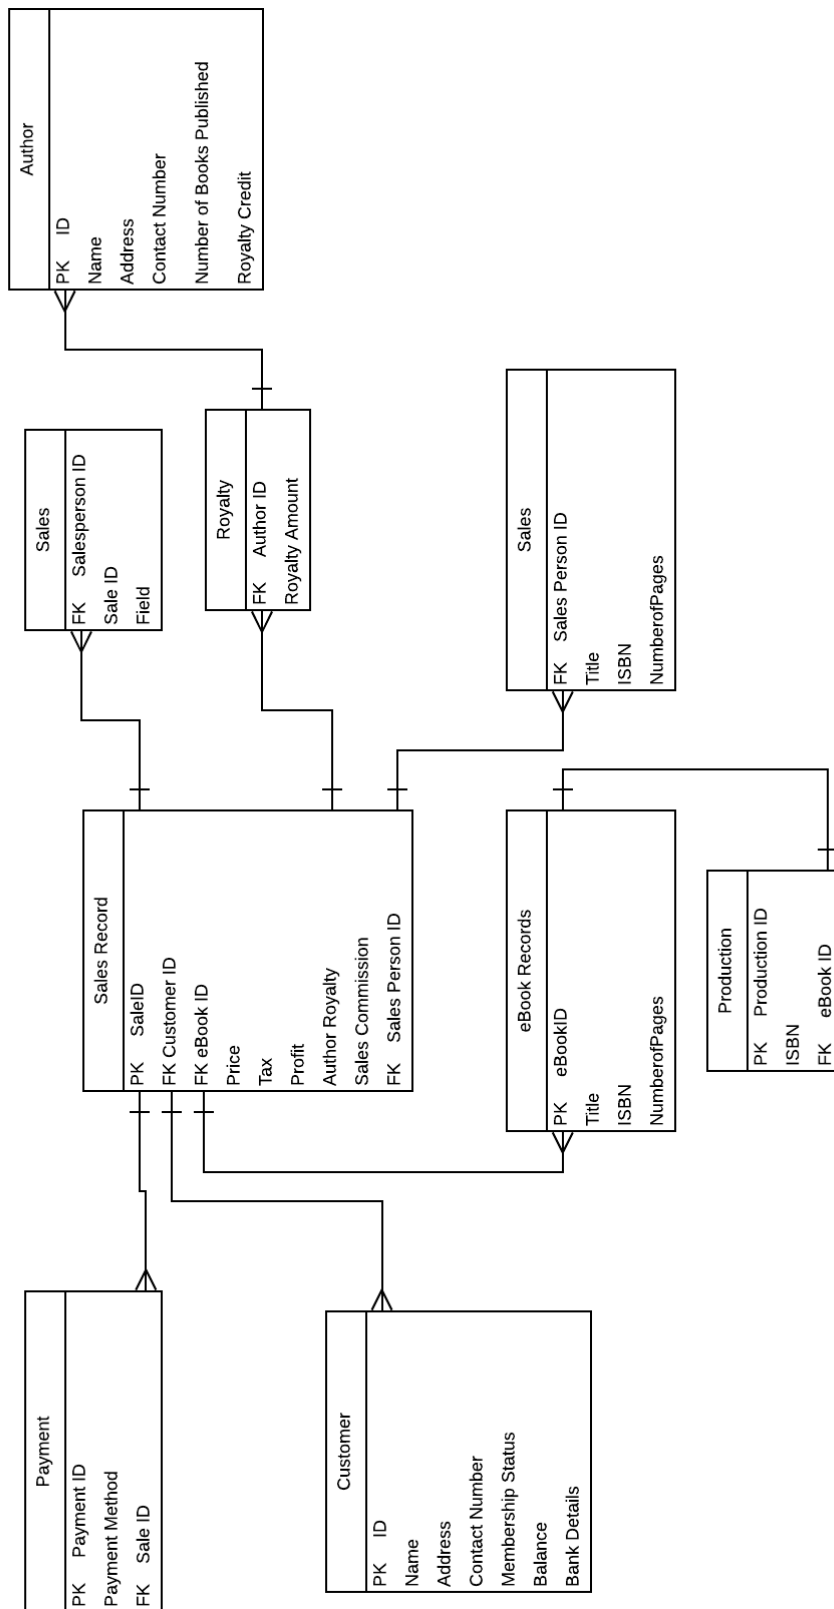 Payment
PK Payment ID
Payment Method
FK Sale ID
Customer
PK ID
Name
Address
Contact Number
Membership Status
Balance
Bank Details
Sales Record
PK SaleID
FK Customer ID
FK eBook ID
Price
Tax
Profit
Author Royalty
Sales Commission
FK Sales Person ID
eBook Records
PK eBookID
Title
ISBN
NumberofPages
Production
PK Production ID
ISBN
FK eBook ID
Sales
FK Salesperson ID
Sale ID
Field
Royalty
FK Author ID
Royalty Amount
Sales
FK Sales Person ID
Title
ISBN
NumberofPages
Author
PK ID
Name
Address
Contact Number
Number of Books Published
Royalty Credit